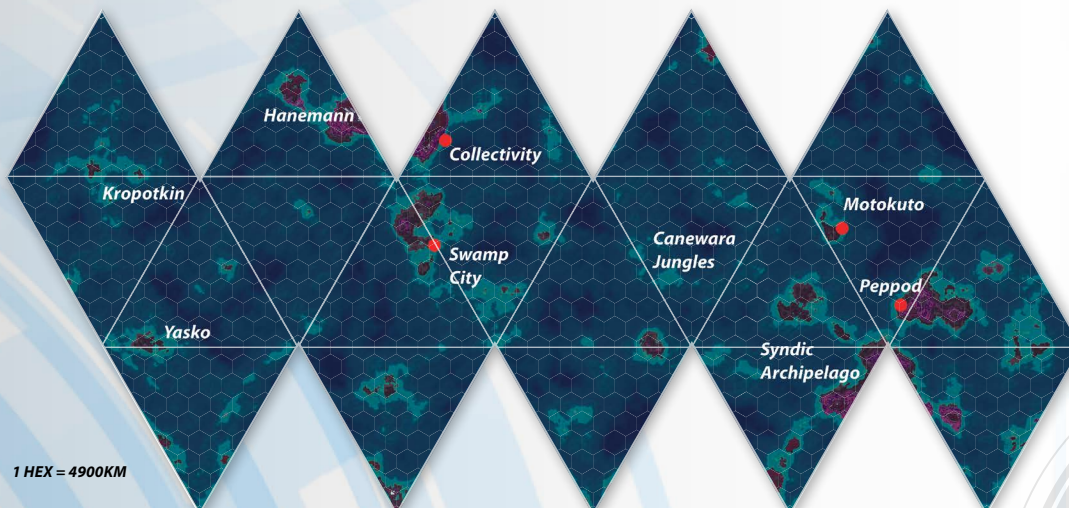 Hanemann
Collectivity
Kropotkin
Motokuto
Swamp
City
Canewara
Jungles
Peppod
Yasko
Syndic
Archipelago
1 HEX = 4900KM